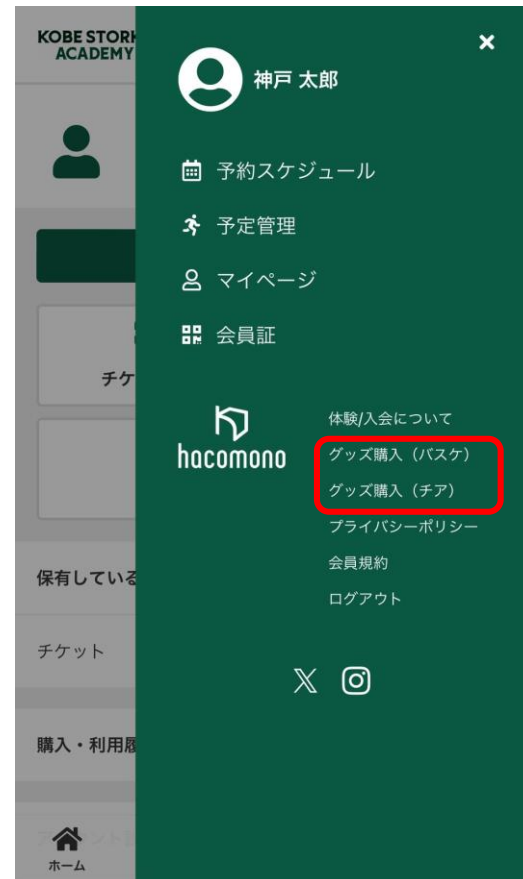 KOBE STOR
ACADEMY
×
神戸 太郎
予約スケジュール
予定管理
マイページ
会員証
チケ
hacomono
体験/入会について
グッズ購入（バスケ）
グッズ購入（チア）
プライバシーポリシー
会員規約
ログアウト
保有している
チケット
購入・利用履
ホーム